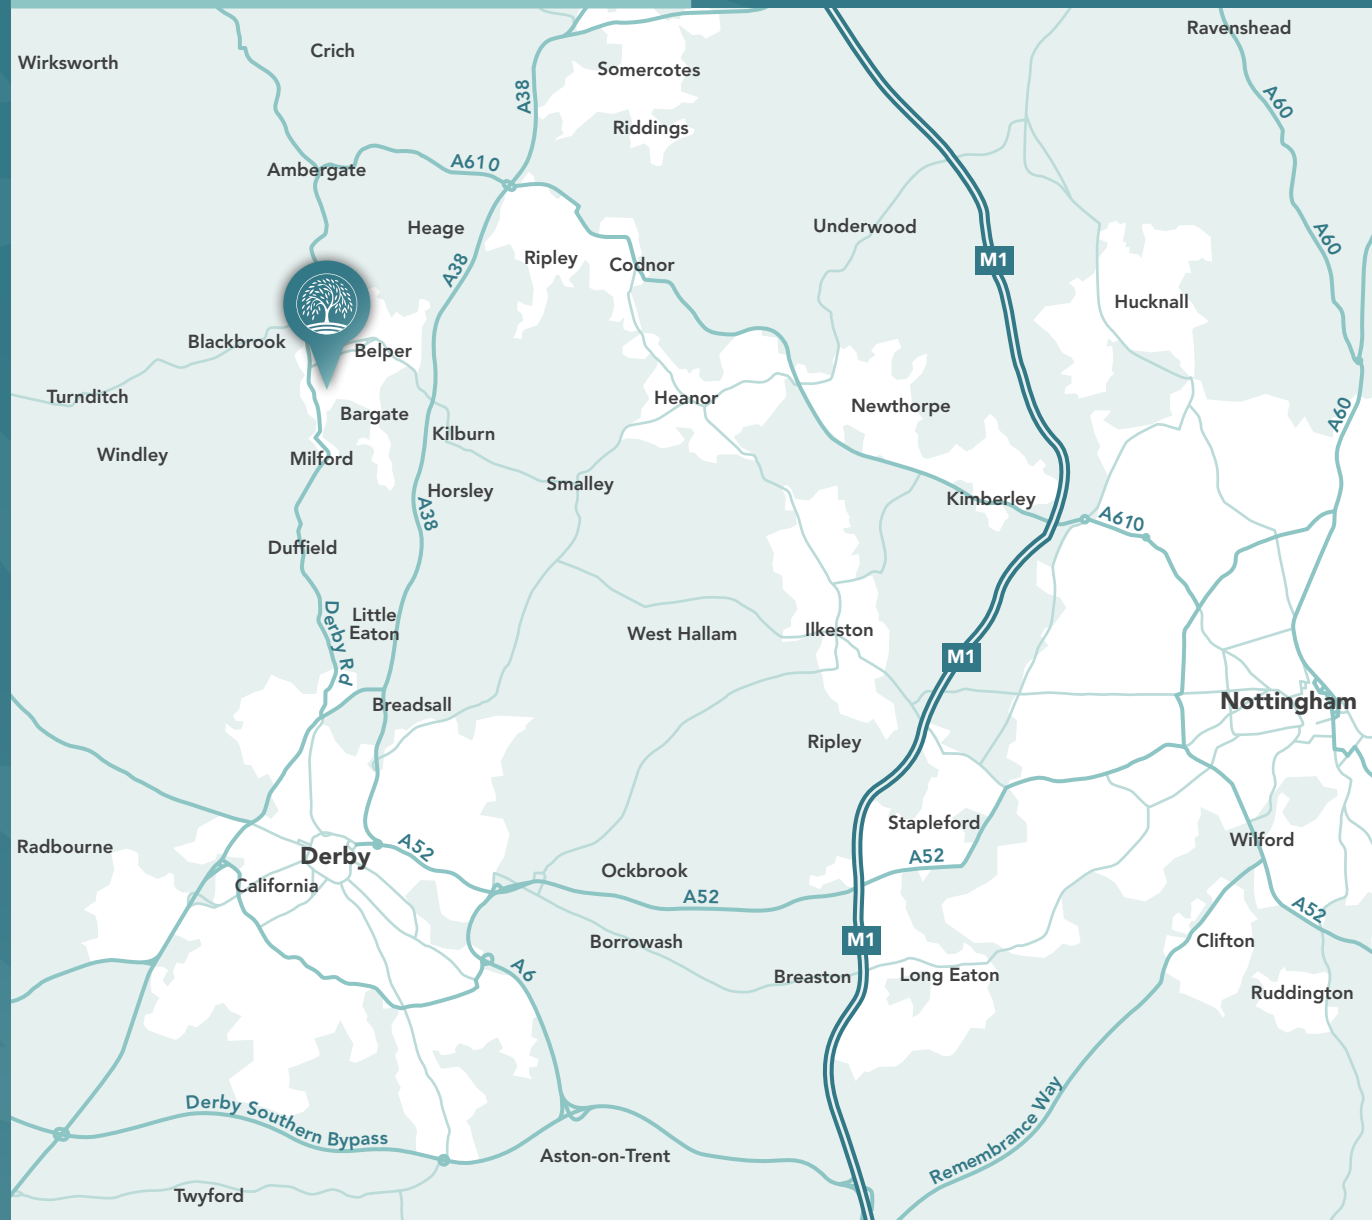 Ravenshead
Crich
Wirksworth
Somercotes
A38
A60
Riddings
A610
Ambergate
Heage
Underwood
A60
Ripley
Codnor
M1
A38
Hucknall
Blackbrook
Belper
Turnditch
Heanor
Newthorpe
Bargate
A60
Kilburn
Windley
Milford
Smalley
Horsley
Kimberley
A38
A610
Duffield
Little
Eaton
Derby Rd
West Hallam
Ilkeston
M1
Breadsall
Nottingham
Ripley
Stapleford
Wilford
Radbourne
A52
Derby
A52
Ockbrook
California
A52
A52
Borrowash
M1
Clifton
A6
Breaston
Long Eaton
Ruddington
Derby Southern Bypass
Remembrance Way
Aston-on-Trent
Twyford